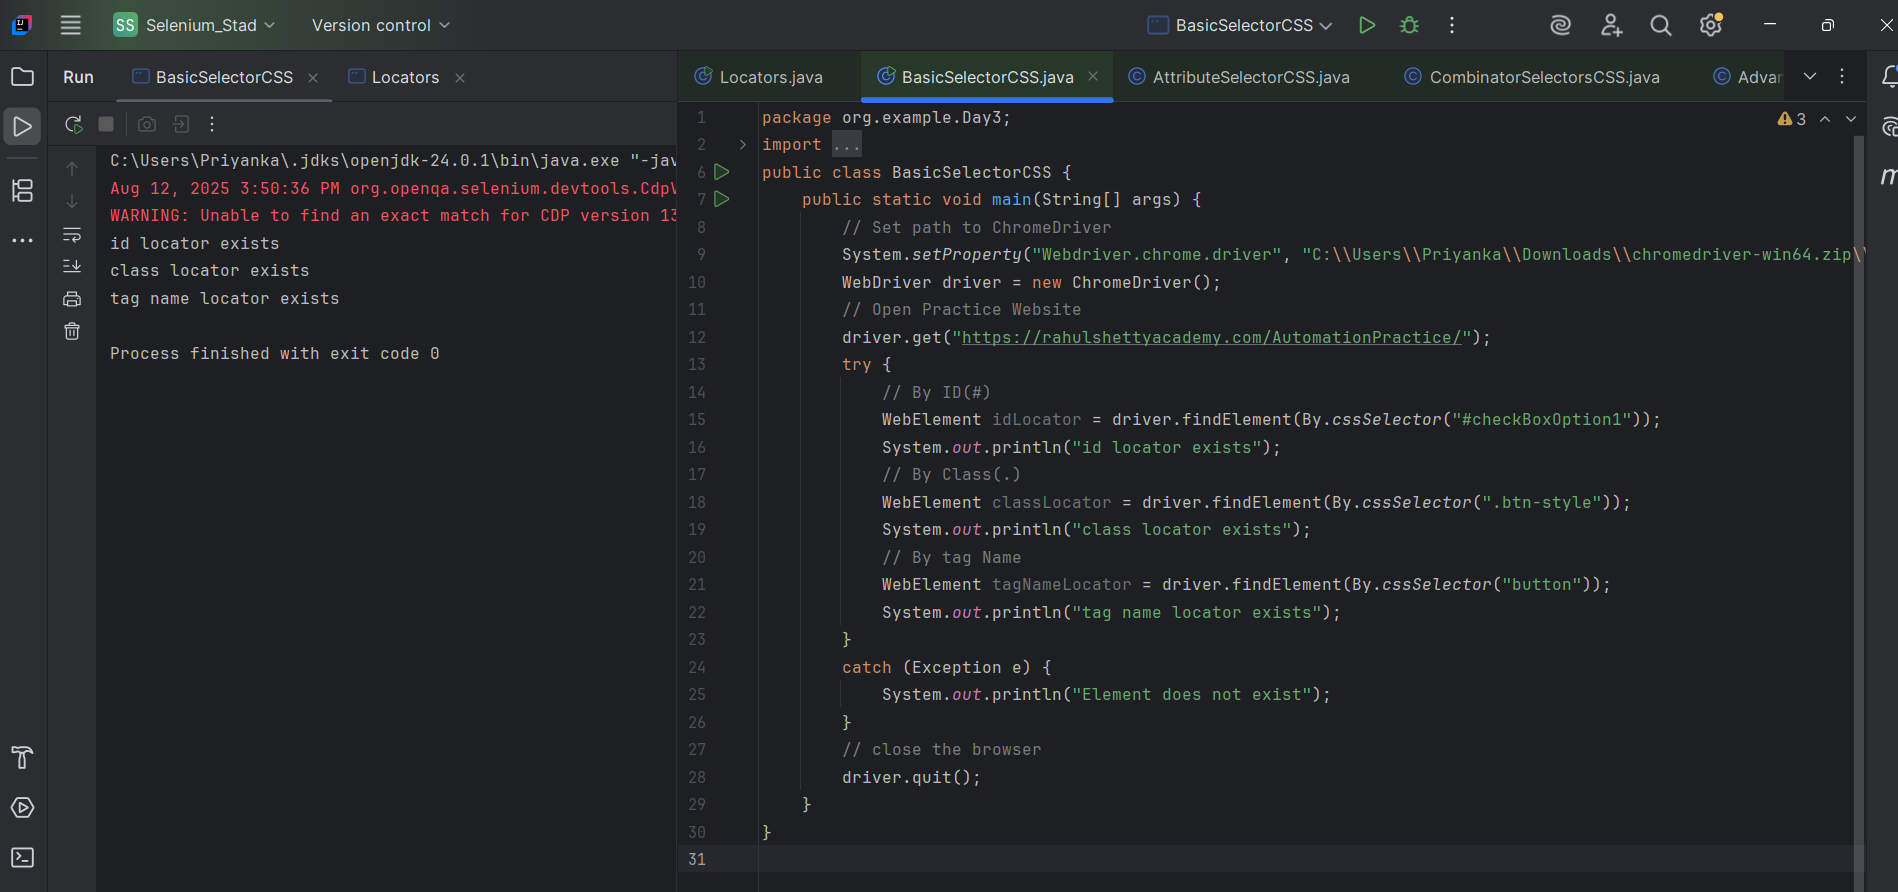 SS Selenium_Stad Version control BasicSelectorCSS
Run BasicSelectorCSS Locators
C:\Users\Priyanka\.jdks\openjdk-24.0.1\bin\java.exe "-jav
Aug 12, 2025 3:50:36 PM org.openqa.selenium.devtools.Cdp
WARNING: Unable to find an exact match for CDP version 13
id locator exists
class locator exists
tag name locator exists
Process finished with exit code 0
Locators.java BasicSelectorCSS.java AttributeSelectorCSS.java CombinatorSelectorsCSS.java Advan
3
1 package org.example.Day3;
2 import ...
6 public class BasicSelectorCSS {
7 public static void main(String[] args) {
8 // Set path to ChromeDriver
9 System.setProperty("Webdriver.chrome.driver", "C:\\Users\\Priyanka\\Downloads\\chromedriver-win64.zip\\
10 WebDriver driver = new ChromeDriver();
11 // Open Practice Website
12 driver.get("https://rahulshettyacademy.com/AutomationPractice/");
13 try {
14 // By ID(#)
15 WebElement idLocator = driver.findElement(By.cssSelector("#checkBoxOption1"));
16 System.out.println("id locator exists");
17 // By Class(.)
18 WebElement classLocator = driver.findElement(By.cssSelector(".btn-style"));
19 System.out.println("class locator exists");
20 // By tag Name
21 WebElement tagNameLocator = driver.findElement(By.cssSelector("button"));
22 System.out.println("tag name locator exists");
23 }
24 catch (Exception e) {
25 System.out.println("Element does not exist");
26 }
27 // close the browser
28 driver.quit();
29 }
30 }
31
m